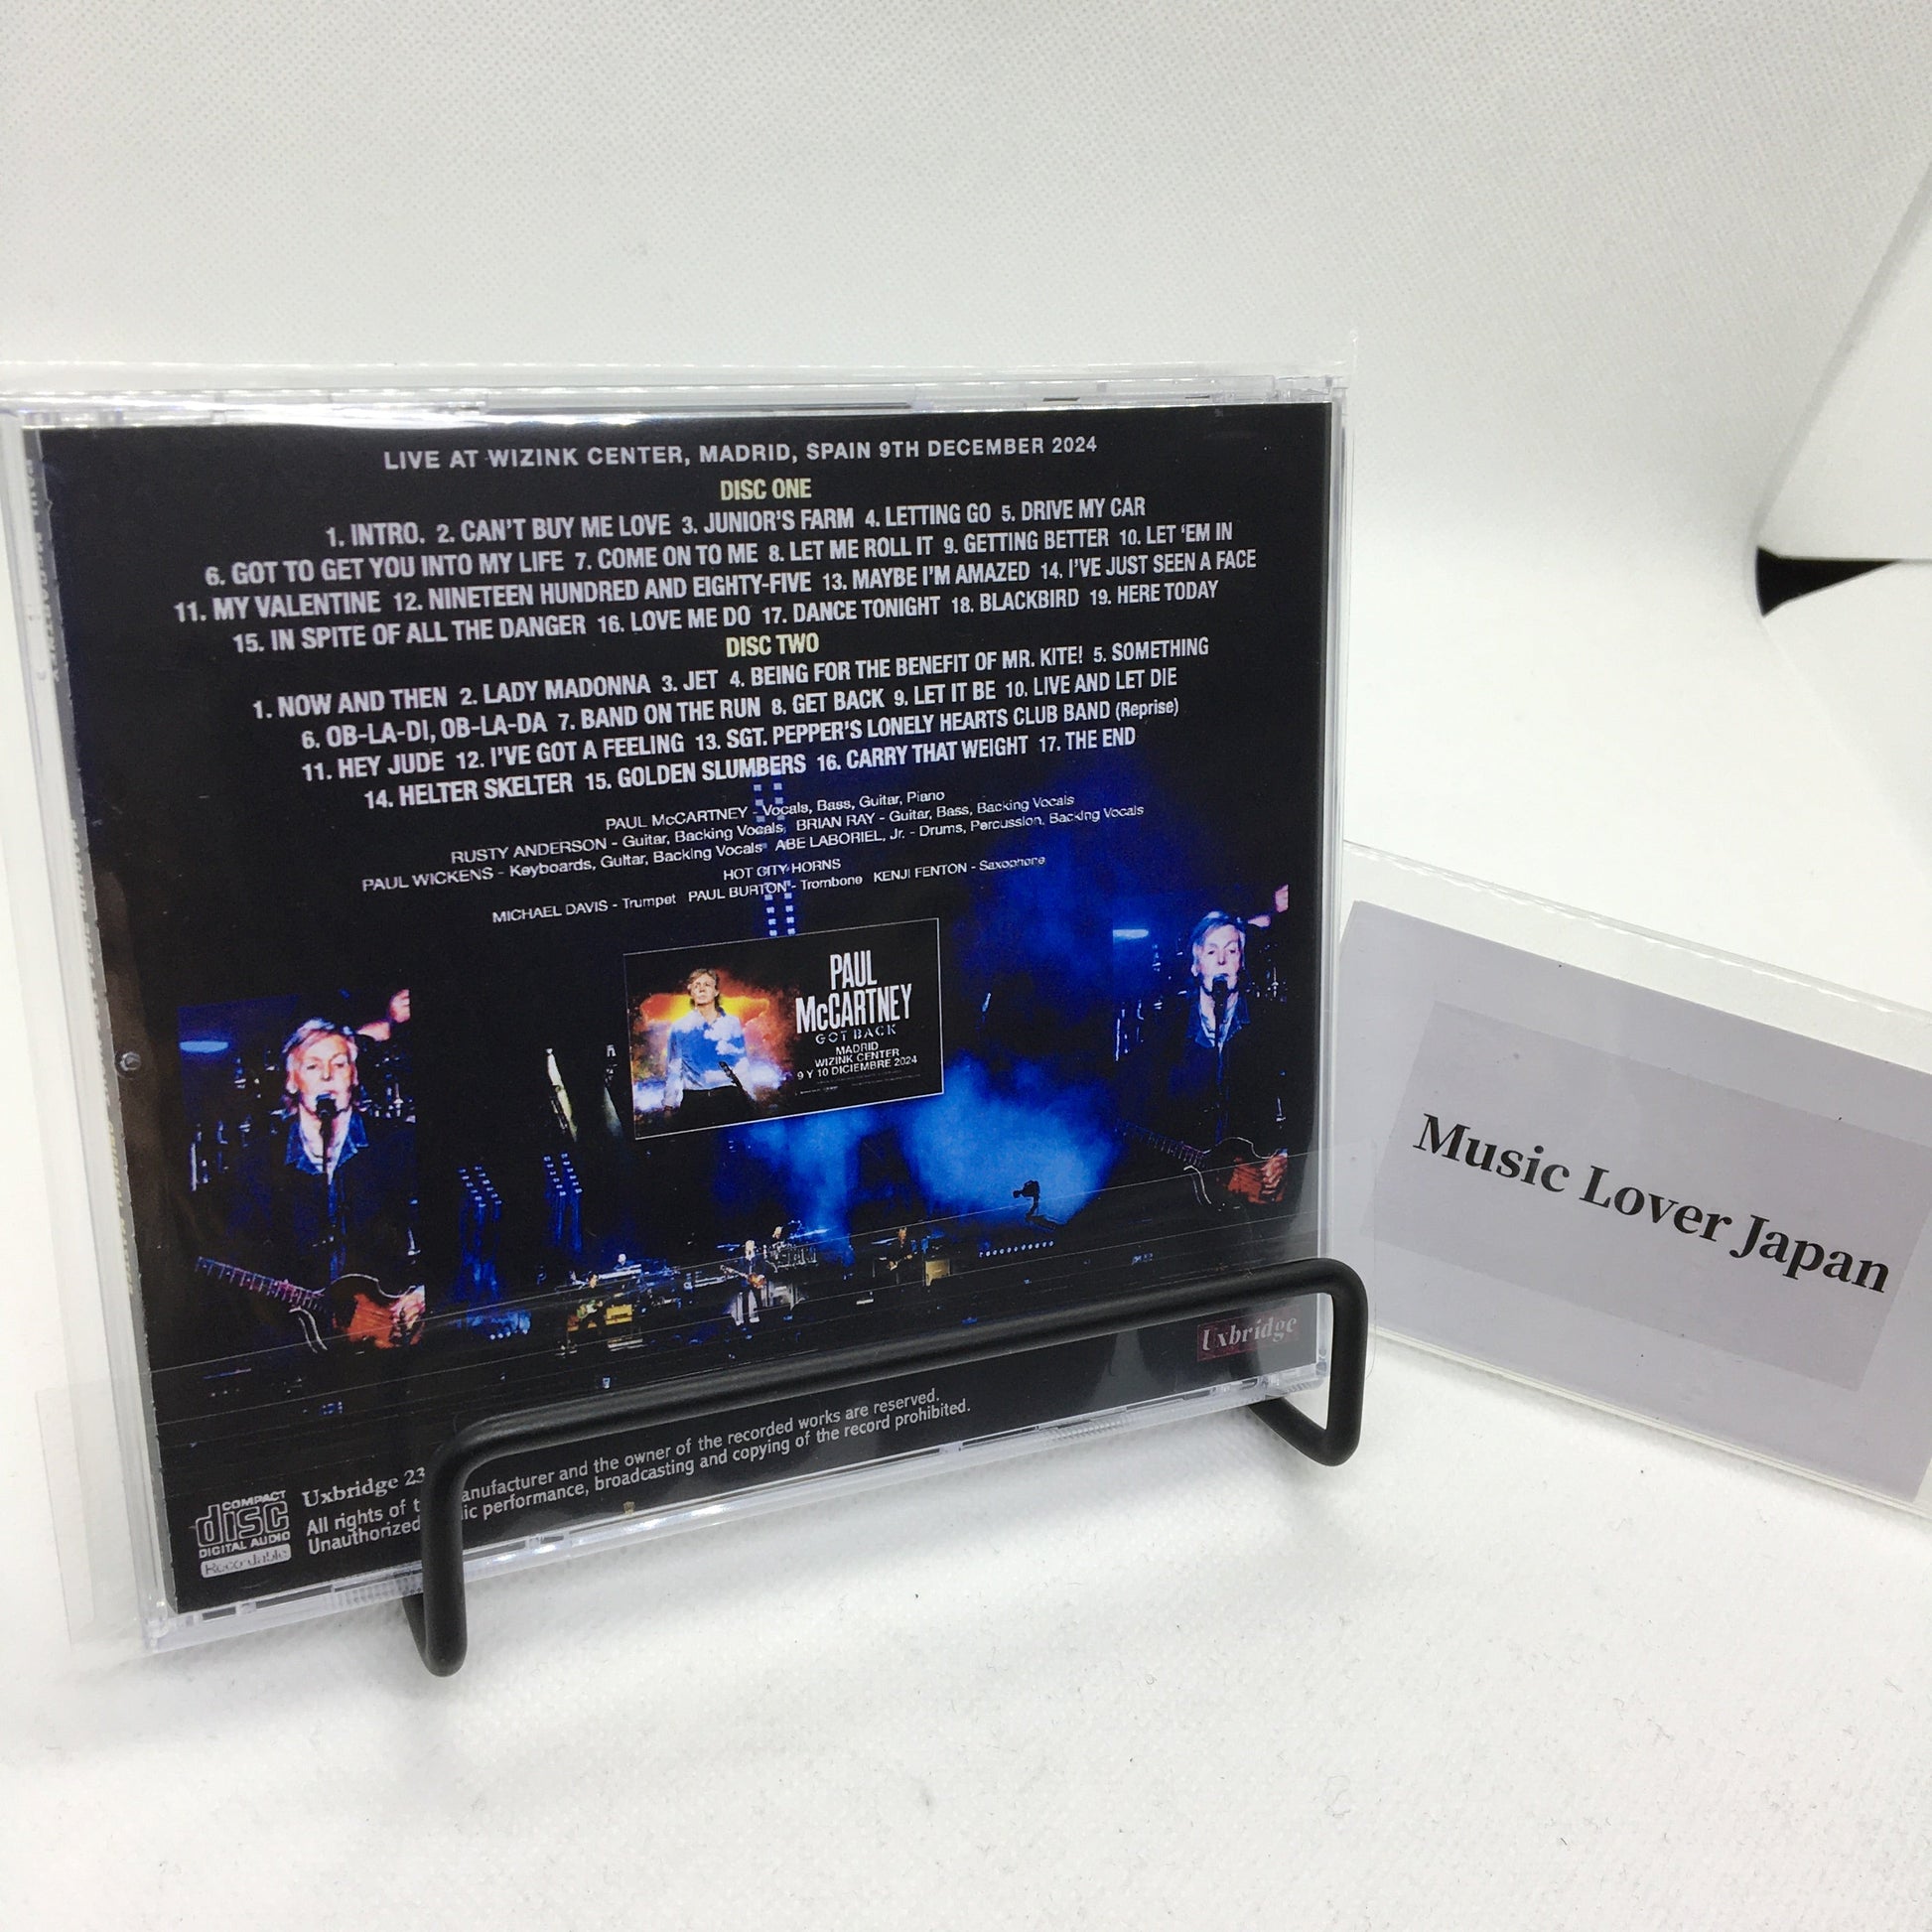 LIVE AT WIZINK CENTER, MADRID, SPAIN 9TH DECEMBER 2024
DISC ONE
1. INTRO. 2. CAN'T BUY ME LOVE 3. JUNIOR'S FARM 4. LETTING GO 5. DRIVE MY CAR
6. GOT TO GET YOU INTO MY LIFE 7. COME ON TO ME 8. LET ME ROLL IT 9. GETTING BETTER 10. LET 'EM IN
11. MY VALENTINE 12. NINETEEN HUNDRED AND EIGHTY-FIVE 13. MAYBE I'M AMAZED 14. I'VE JUST SEEN A FACE
15. IN SPITE OF ALL THE DANGER 16. LOVE ME DO 17. DANCE TONIGHT 18. BLACKBIRD 19. HERE TODAY
DISC TWO
1. NOW AND THEN 2. LADY MADONNA 3. JET 4. BEING FOR THE BENEFIT OF MR. KITE! 5. SOMETHING
6. OB-LA-DI, OB-LA-DA 7. BAND ON THE RUN 8. GET BACK 9. LET IT BE 10. LIVE AND LET DIE
11. HEY JUDE 12. I'VE GOT A FEELING 13. SGT. PEPPER'S LONELY HEARTS CLUB BAND (Reprise)
14. HELTER SKELTER 15. GOLDEN SLUMBERS 16. CARRY THAT WEIGHT 17. THE END
PAUL McCARTNEY - Vocals, Bass, Guitar, Piano
RUSTY ANDERSON - Guitar, Backing Vocals, BRIAN RAY - Guitar, Bass, Backing Vocals
PAUL WICKENS - Keyboards, Guitar, Backing Vocals ABE LABORIEL, Jr. - Drums, Percussion, Backing Vocals
HOT CITY HORNS
MICHAEL DAVIS - Trumpet PAUL BURTON - Trombone KENJI FENTON - Saxophone
PAUL
McCARTNEY
GOT BACK
MADRID
WIZINK CENTER
9 Y 10 DICIEMBRE 2024
Uxbridge
Uxbridge 23
All rights of t anufacturer and the owner of the recorded works are reserved.
Unauthorized ic performance, broadcasting and copying of the record prohibited.
COMPACT
disc
DIGITAL AUDIO
Recordable
Music Lover Japan